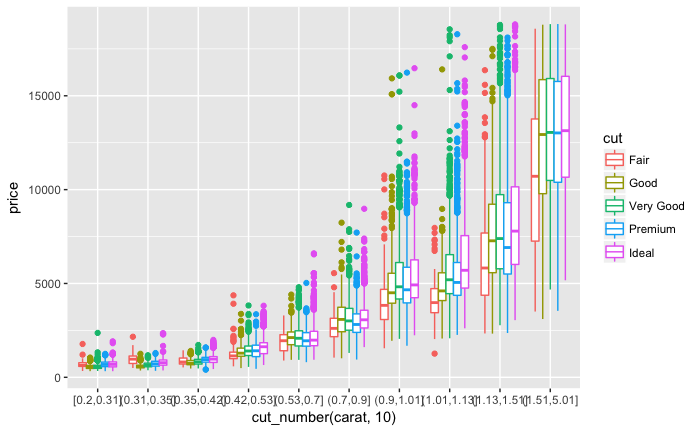 15000
10000
5000
0
price
[0.2,0.31](0.31,0.35](0.35,0.42](0.42,0.53](0.53,0.7] (0.7,0.9] (0.9,1.01](1.01,1.13](1.13,1.51](1.51,5.01]
cut_number(carat, 10)
cut
Fair
Good
Very Good
Premium
Ideal